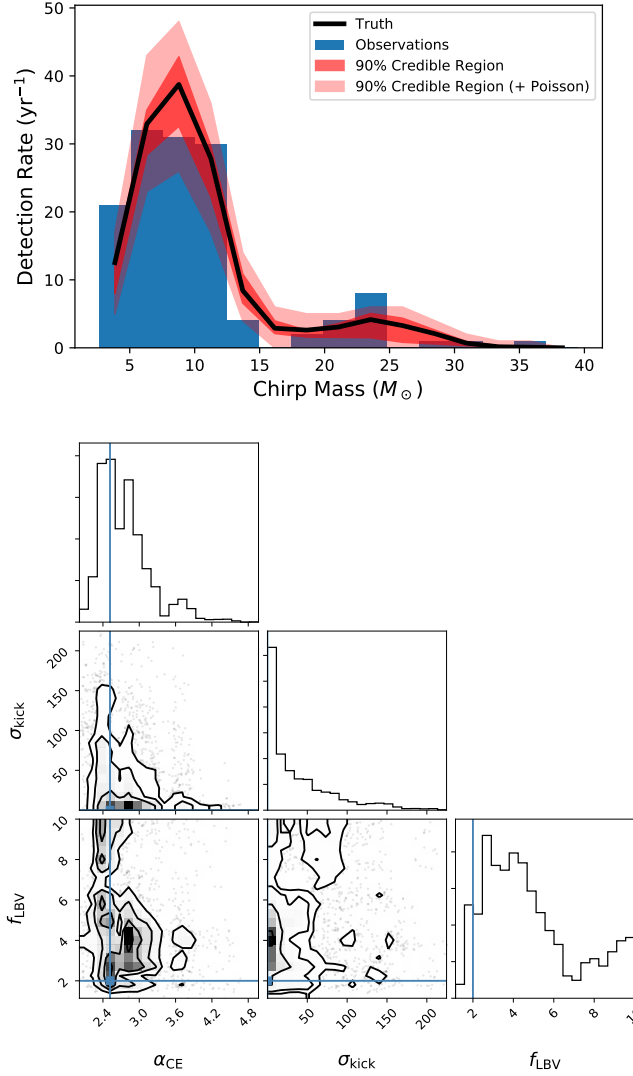 50
40
30
20
10
0
Detection Rate (yr⁻¹)
Truth
Observations
90% Credible Region
90% Credible Region (+ Poisson)
5 10 15 20 25 30 35 40
Chirp Mass (M⊙)
200
150
100
50
σkick
10
8
6
4
2
fLBV
2.4 3.0 3.6 4.2 4.8
αCE
50 100 150 200
σkick
2 4 6 8 10
fLBV